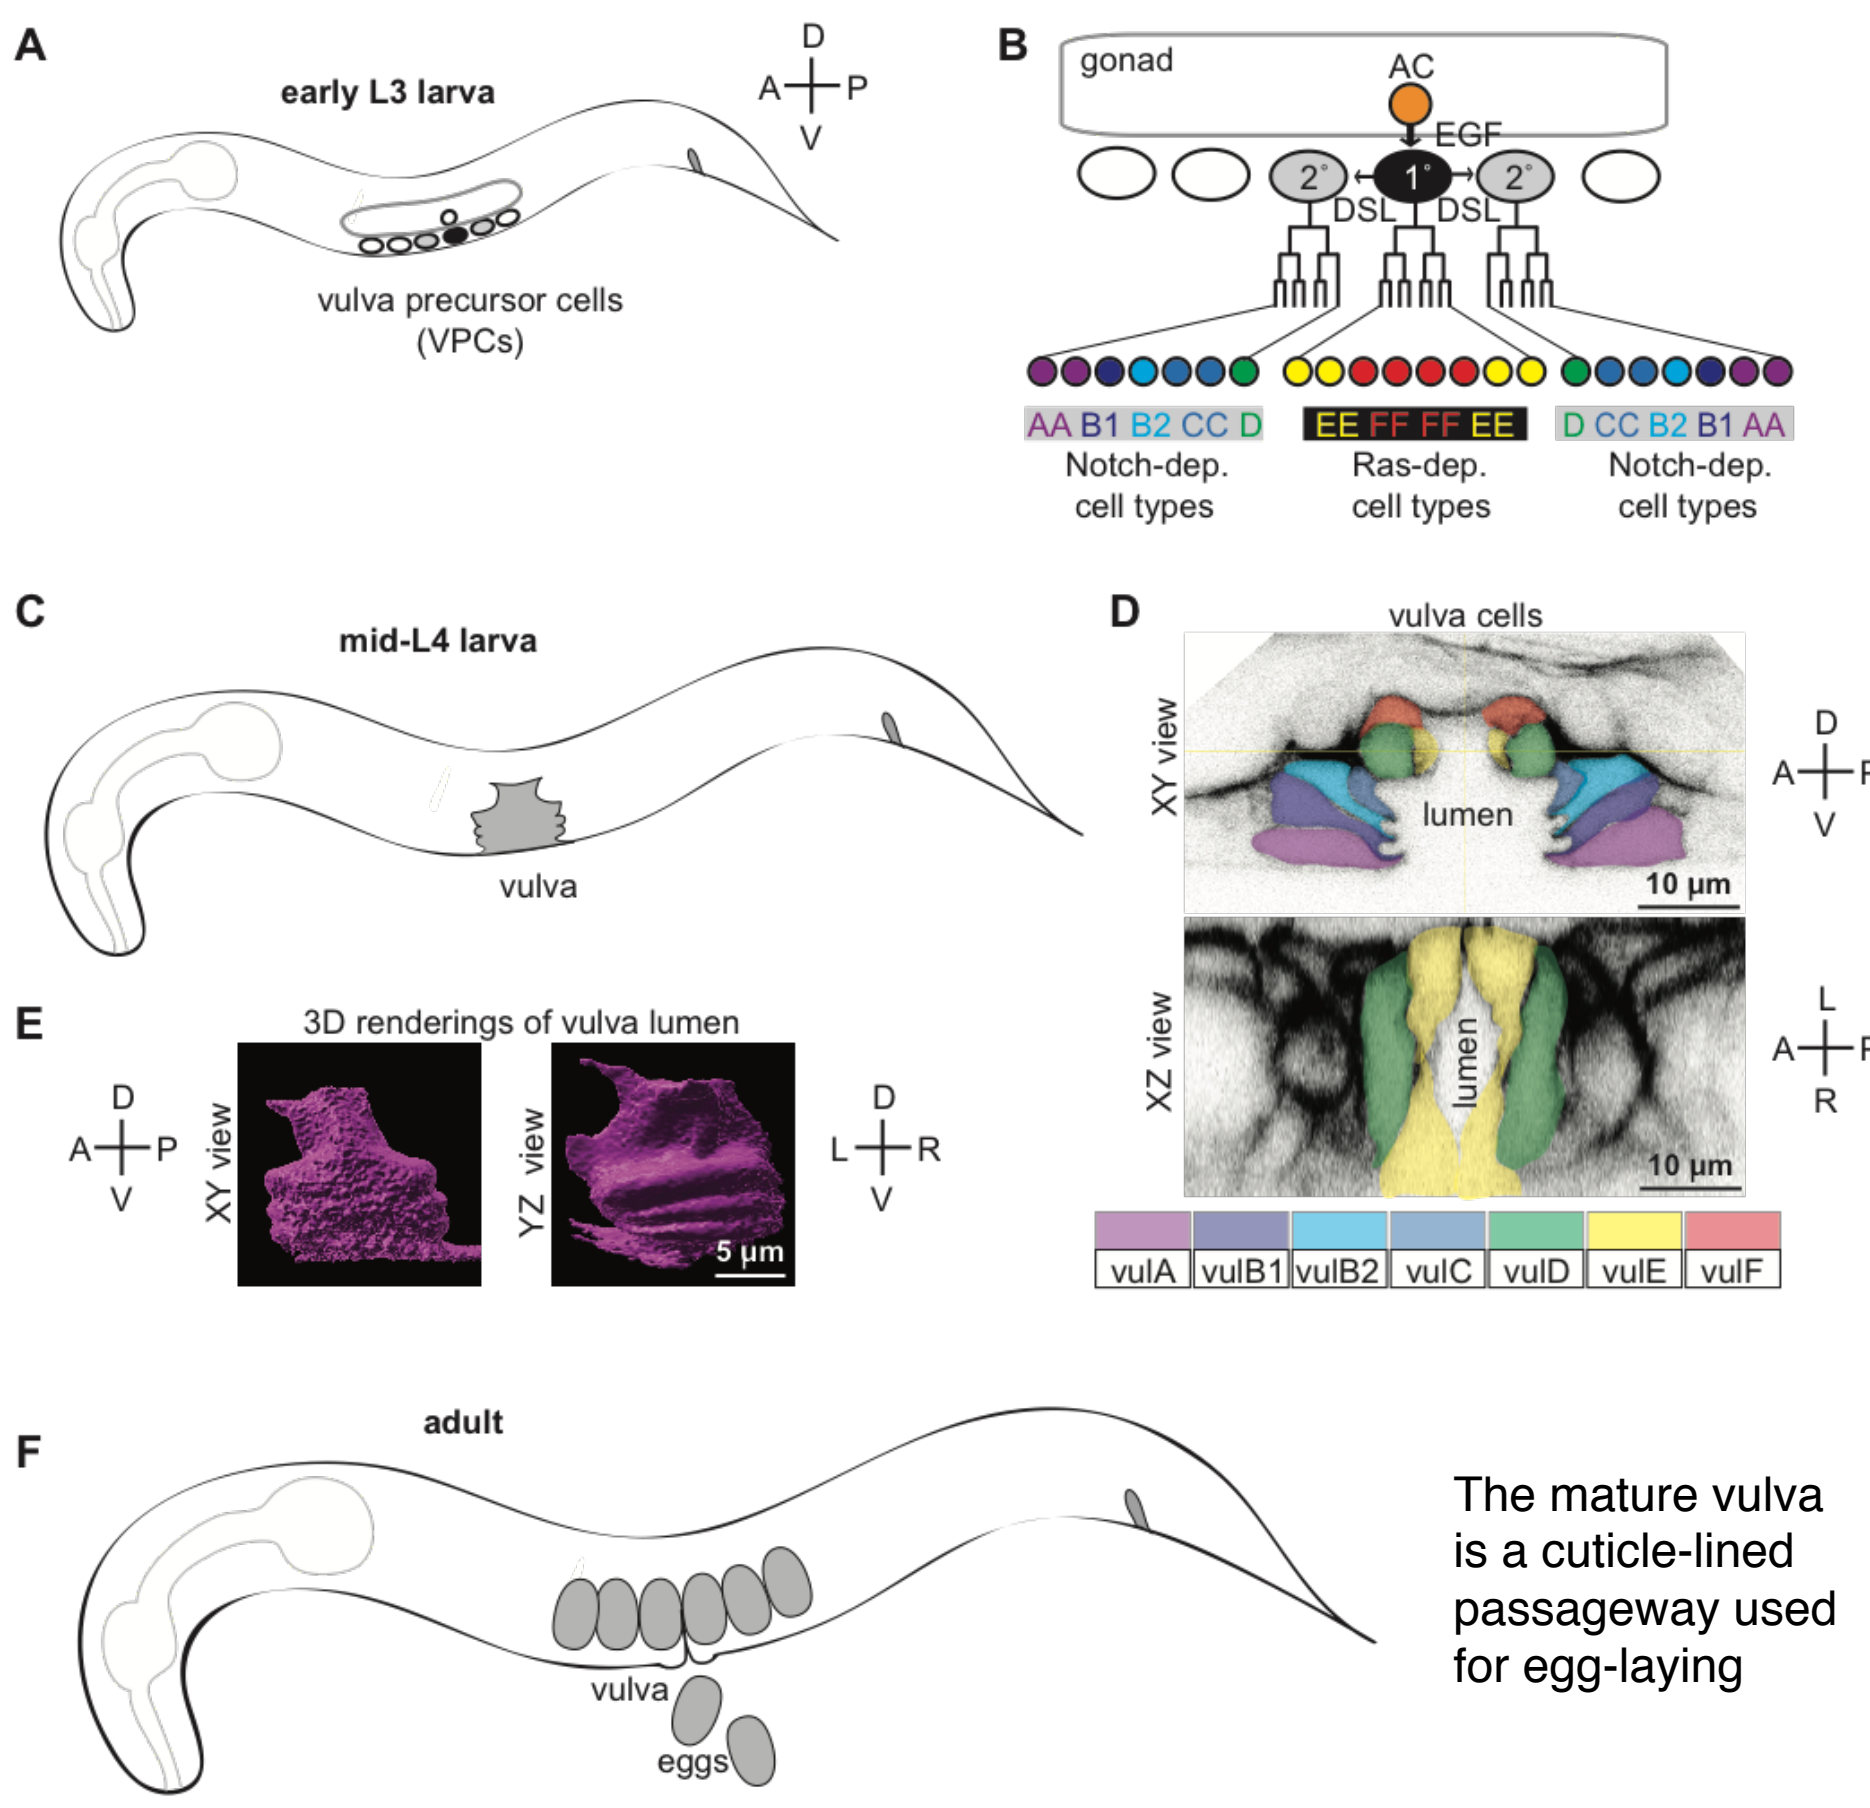 A
early L3 larva
D
A P
V
vulva precursor cells
(VPCs)
B
gonad
AC
EGF
2° 1° 2°
DSL DSL
AA B1 B2 CC D
EE FF FF EE
D CC B2 B1 AA
Notch-dep.
cell types
Ras-dep.
cell types
Notch-dep.
cell types
C
mid-L4 larva
vulva
D
vulva cells
XY view
lumen
10 µm
D
A P
V
XZ view
lumen
10 µm
L
A P
R
vulA vulB1 vulB2 vulC vulD vulE vulF
E
3D renderings of vulva lumen
D
A P
V
XY view
YZ view
5 µm
D
L R
V
F
adult
vulva
eggs
The mature vulva
is a cuticle-lined
passageway used
for egg-laying